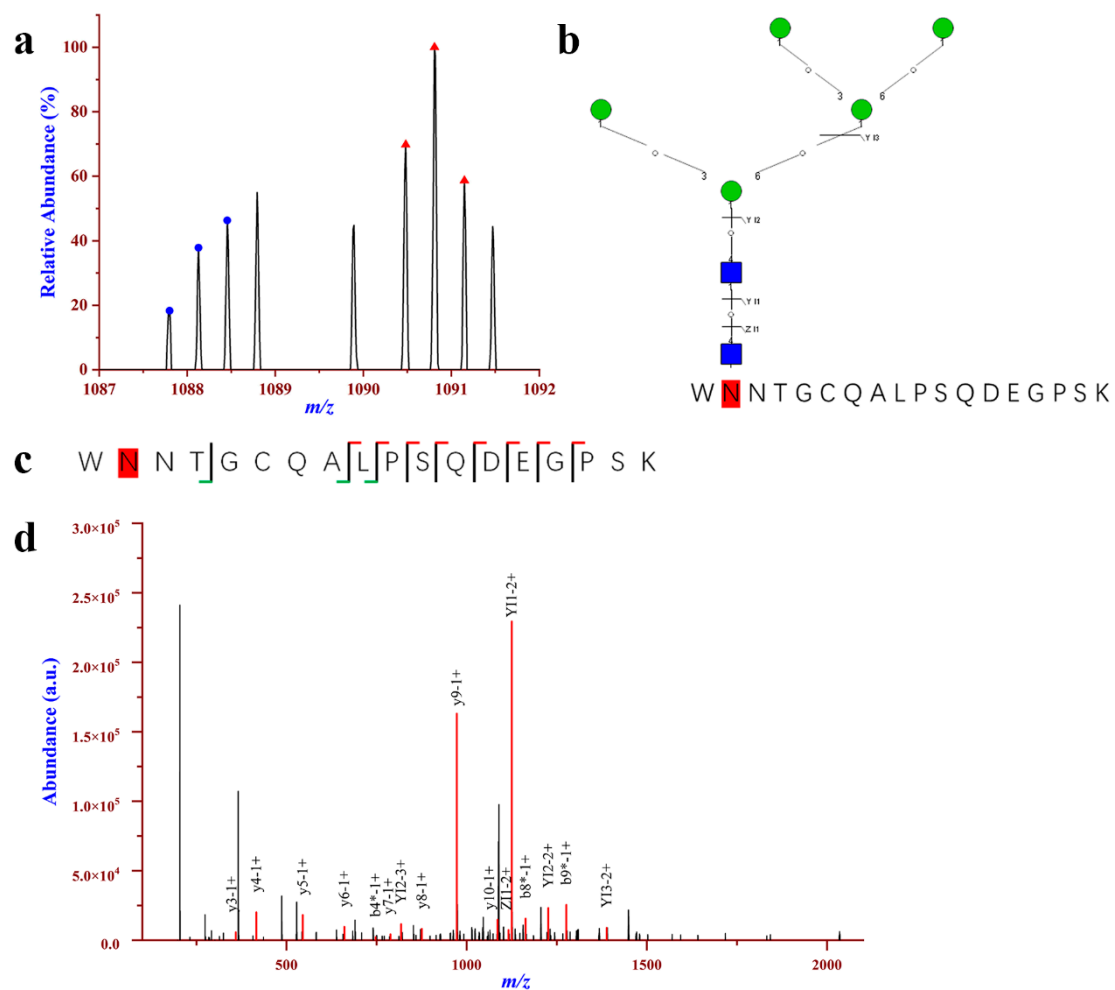 a
Relative Abundance (%)
100
80
60
40
20
0
1087 1088 1089 1090 1091 1092
m/z
b
3 6
Y I3
3 6
Y I2
4
Y I1
Z I1
4
W N N T G C Q A L P S Q D E G P S K
c W N N T G C Q A L P S Q D E G P S K
d
Abundance (a.u.)
3.0×10⁵
2.5×10⁵
2.0×10⁵
1.5×10⁵
1.0×10⁵
5.0×10⁴
0.0
y3-1+
y4-1+
y5-1+
y6-1+
b4*-1+
y7-1+
YI2-3+
y8-1+
y9-1+
y10-1+
ZI1-2+
YI1-2+
b8*-1+
YI2-2+
b9*-1+
YI3-2+
500 1000 1500 2000
m/z